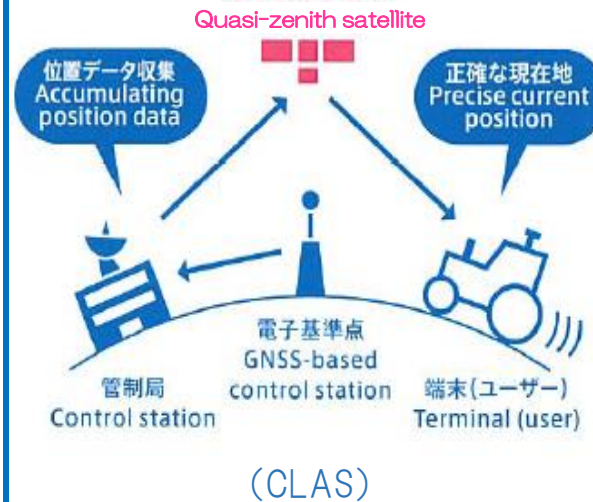 Quasi-zenith satellite
位置データ収集
Accumulating
position data
正確な現在地
Precise current
position
電子基準点
GNSS-based
control station
管制局
Control station
端末(ユーザー)
Terminal (user)
(CLAS)